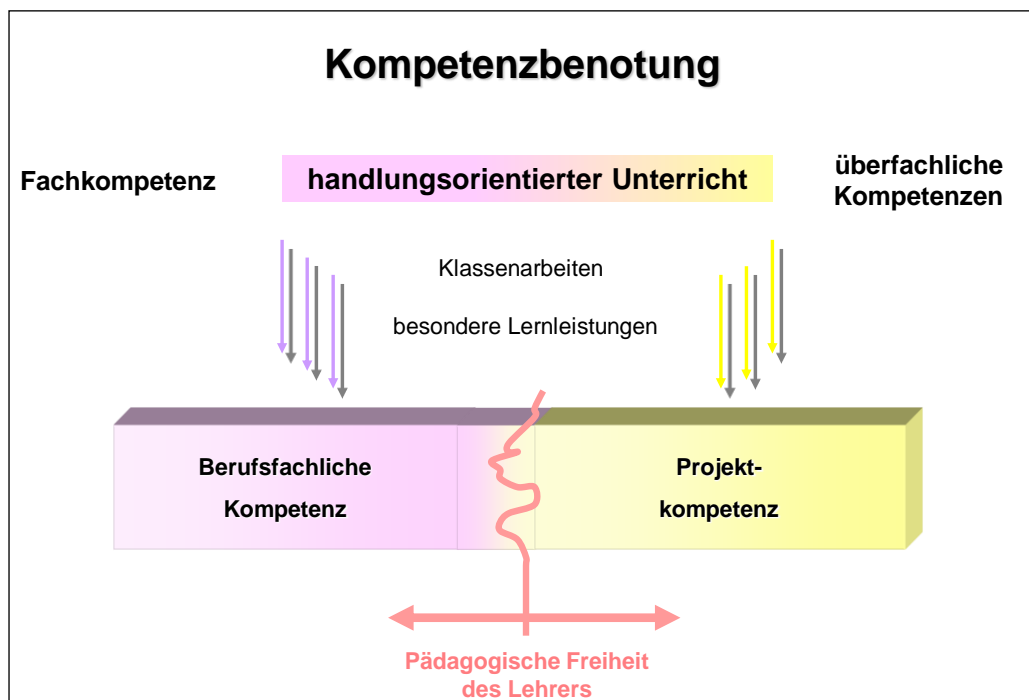 Kompetenzbenotung
Fachkompetenz
handlungsorientierter Unterricht
überfachliche
Kompetenzen
Klassenarbeiten
besondere Lernleistungen
Berufsfachliche
Kompetenz
Projekt-
kompetenz
Pädagogische Freiheit
des Lehrers